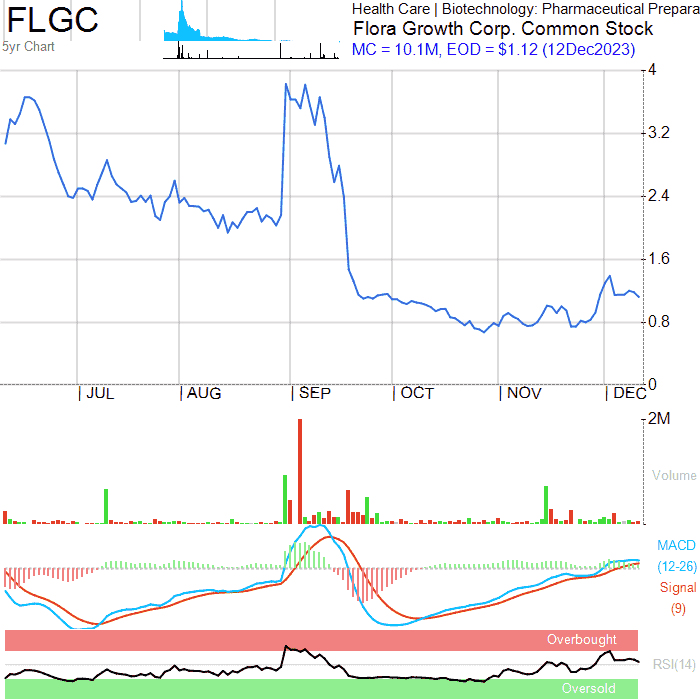 FLGC
5yr Chart
Health Care | Biotechnology: Pharmaceutical Prepara
Flora Growth Corp. Common Stock
MC = 10.1M, EOD = $1.12 (12Dec2023)
4
3.2
2.4
1.6
0.8
0
JUL AUG SEP OCT NOV DEC
2M
Volume
MACD
(12-26)
Signal
(9)
Overbought
RSI(14)
Oversold